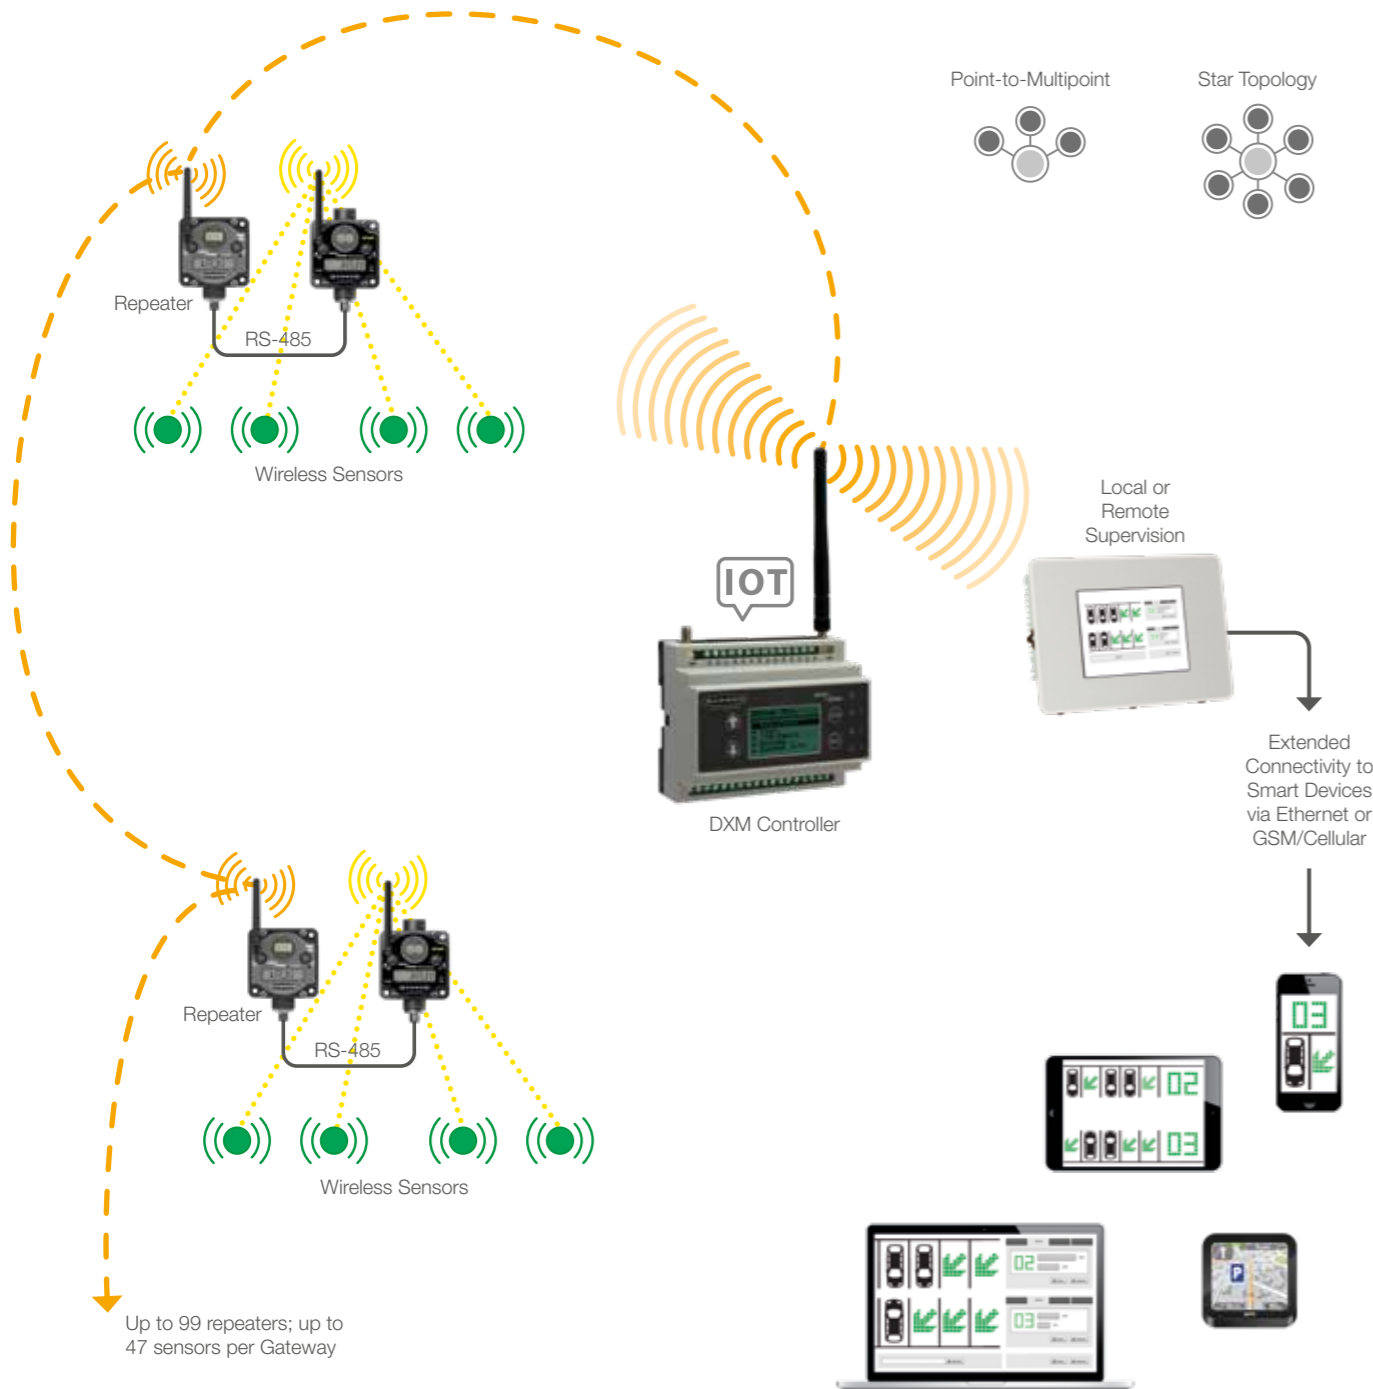 Point-to-Multipoint
Star Topology
Repeater
RS-485
Wireless Sensors
Local or
Remote
Supervision
IOT
DXM Controller
Extended
Connectivity to
Smart Devices
via Ethernet or
GSM/Cellular
Repeater
RS-485
Wireless Sensors
03
02
03
02
03
P
Up to 99 repeaters; up to
47 sensors per Gateway